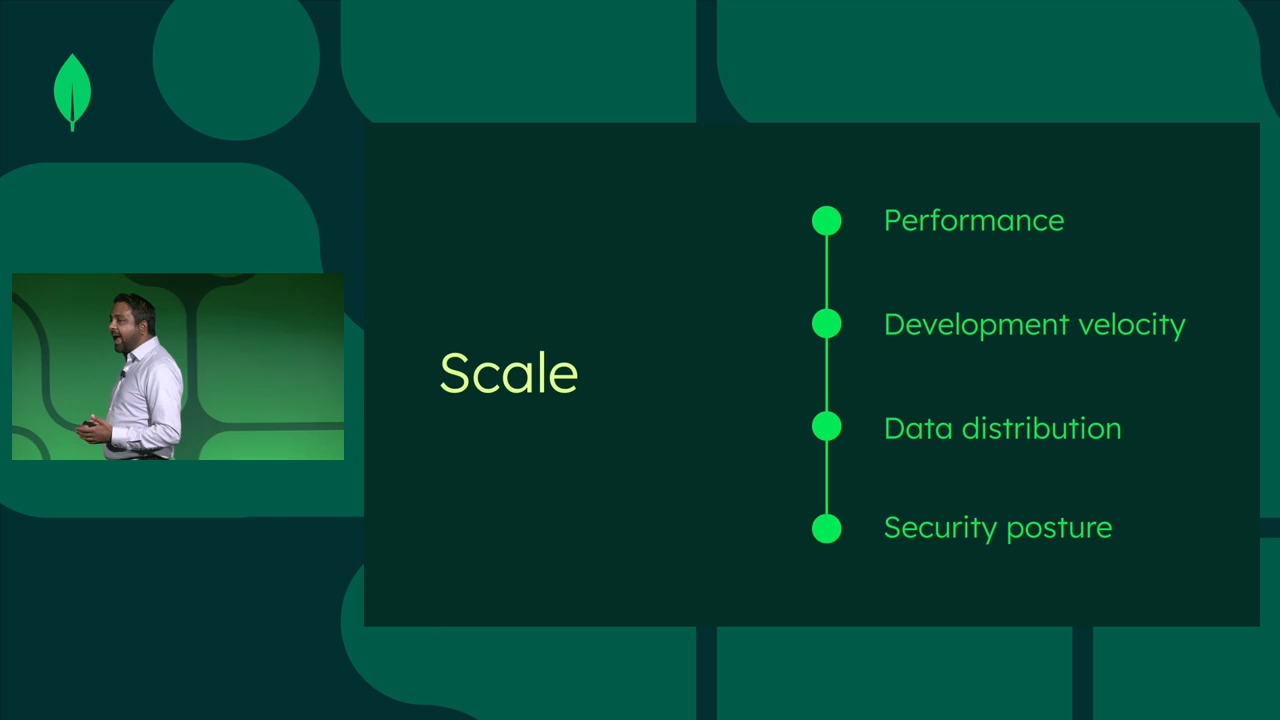 Scale
Performance
Development velocity
Data distribution
Security posture